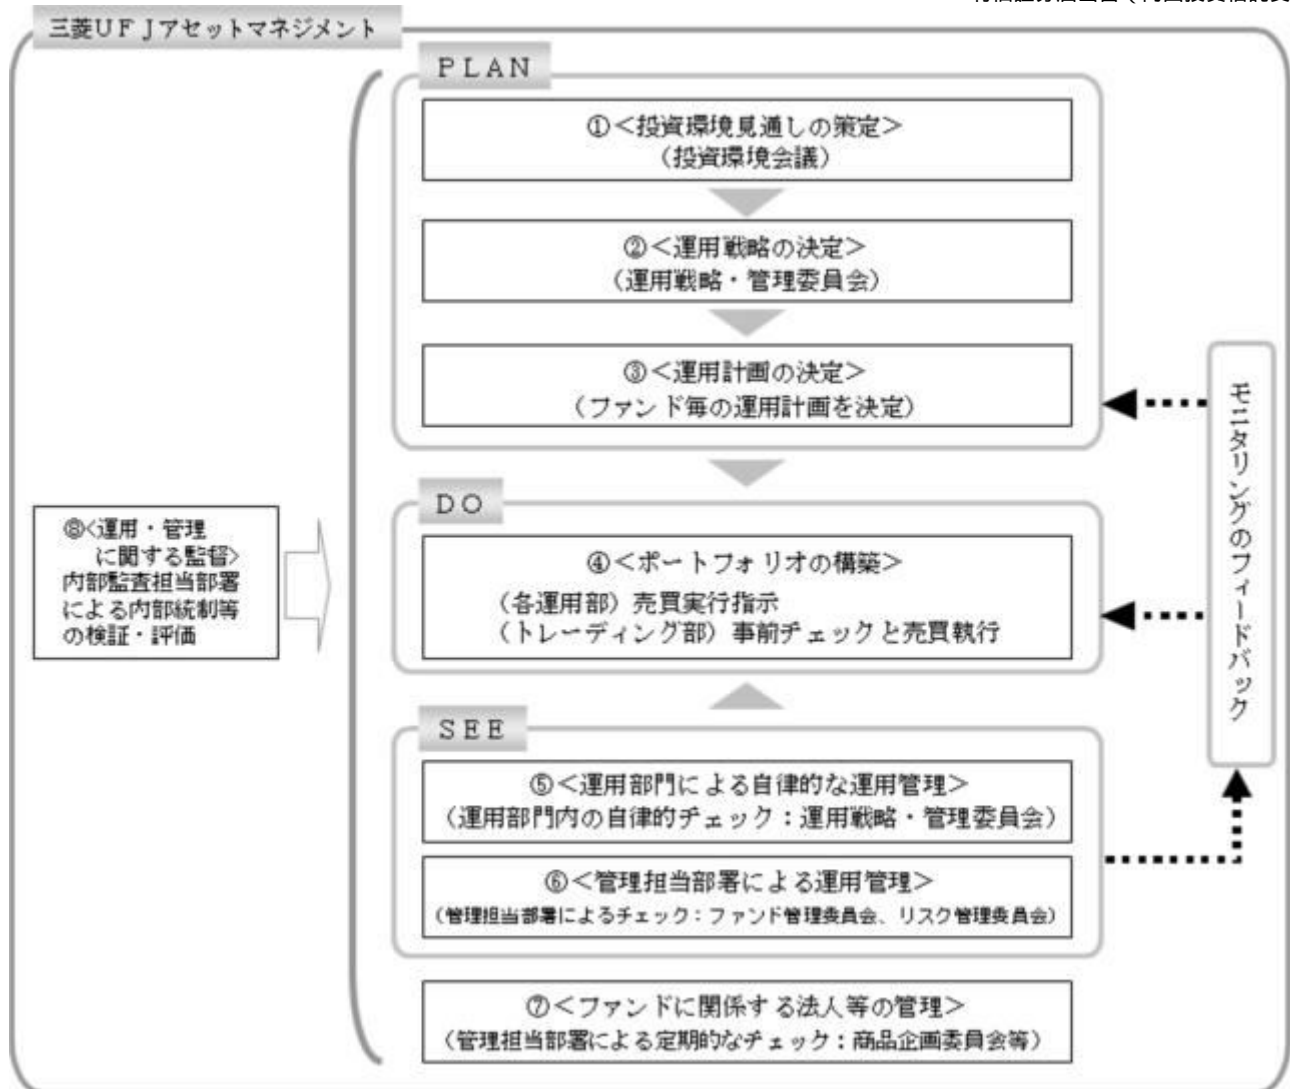 三菱ＵＦＪアセットマネジメント
ＰＬＡＮ
①＜投資環境見通しの策定＞
（投資環境会議）
②＜運用戦略の決定＞
（運用戦略・管理委員会）
③＜運用計画の決定＞
（ファンド毎の運用計画を決定）
ＤＯ
④＜ポートフォリオの構築＞
（各運用部）売買実行指示
（トレーディング部）事前チェックと売買執行
⑧＜運用・管理
に関する監督＞
内部監査担当部署
による内部統制等
の検証・評価
モニタリングのフィードバック
ＳＥＥ
⑤＜運用部門による自律的な運用管理＞
（運用部門内の自律的チェック：運用戦略・管理委員会）
⑥＜管理担当部署による運用管理＞
（管理担当部署によるチェック：ファンド管理委員会、リスク管理委員会）
⑦＜ファンドに関係する法人等の管理＞
（管理担当部署による定期的なチェック：商品企画委員会等）